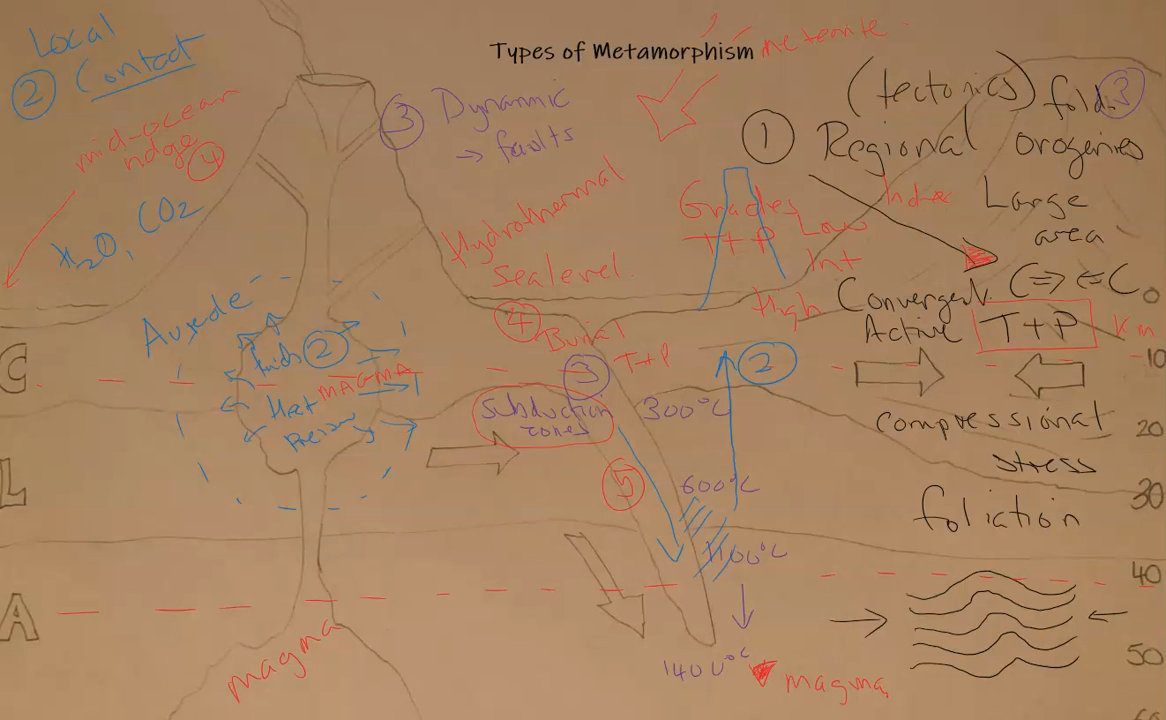 Types of Metamorphism
meteorite
Local
② Contact
mid-ocean
ridge ④
H2O, CO2
③ Dynamic
→ faults
①
(tectonics) fold. 3
Regional orogenies
Large
area
Index
Grades
T+P Low
Int
High
Hydrothermal
Sealevel
④ Burial
T+P
Convergent C ⇒ ⇐ C
Active T+P
Km
0
10
20
30
40
50
Aureole
fluids ②
MAGMA
Heat
②
③
subduction
zones
300°C
600°C
1100°C
1400°C
magma
⑤
compressional
stress
foliation
C
L
A
magma